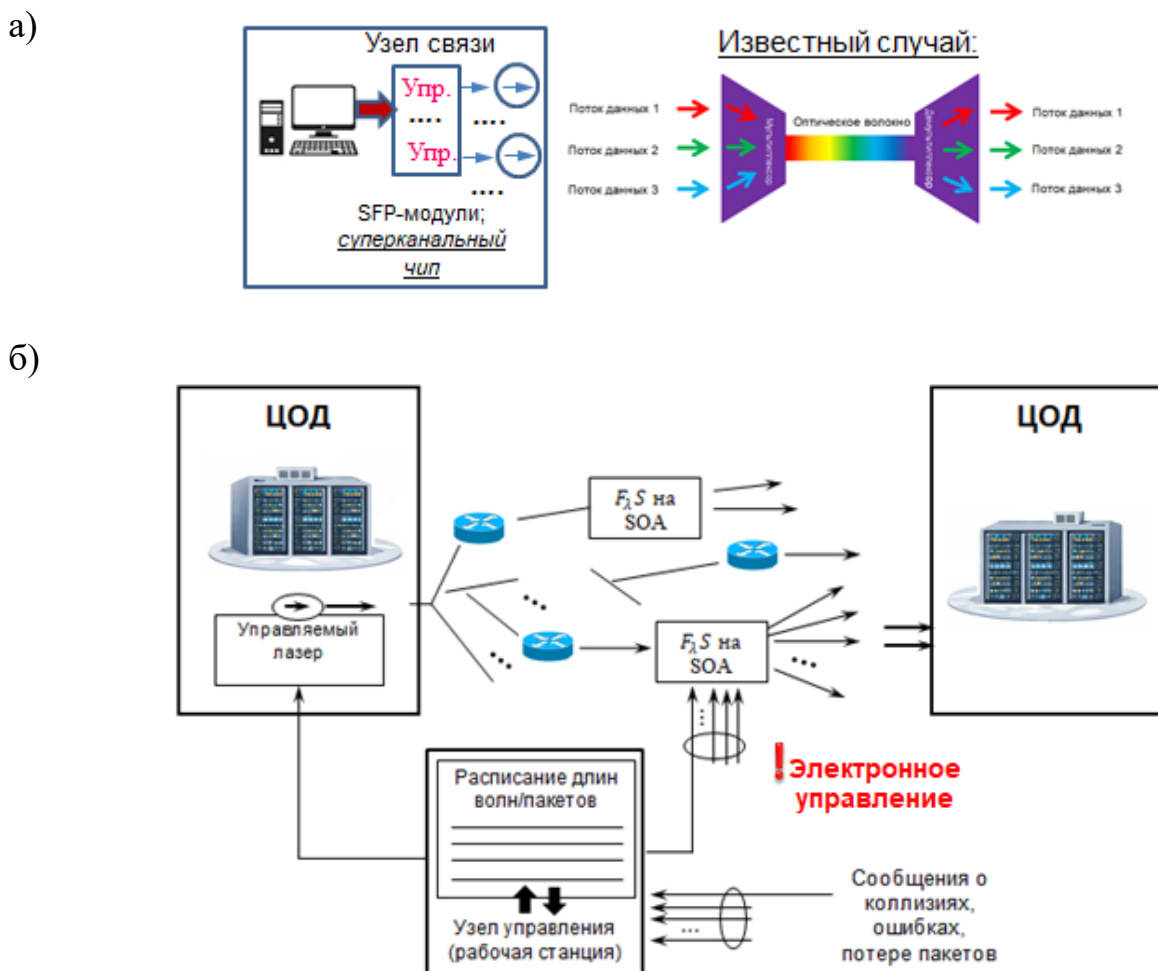 а)
Узел связи
Упр.
....
....
Упр.
....
SFP-модули;
суперканальный
чип
Известный случай:
Поток данных 1
Поток данных 2
Поток данных 3
Мультиплексор
Оптическое волокно
Демультиплексор
Поток данных 1
Поток данных 2
Поток данных 3
б)
ЦОД
Управляемый
лазер
...
...
FλS на
SOA
FλS на
SOA
...
...
ЦОД
! Электронное
управление
Расписание длин
волн/пакетов
Узел управления
(рабочая станция)
...
Сообщения о
коллизиях,
ошибках,
потере пакетов